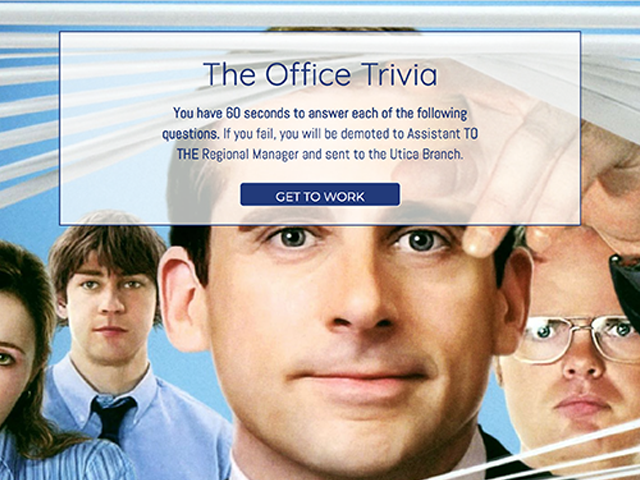 The Office Trivia
You have 60 seconds to answer each of the following
questions. If you fail, you will be demoted to Assistant TO
THE Regional Manager and sent to the Utica Branch.
GET TO WORK